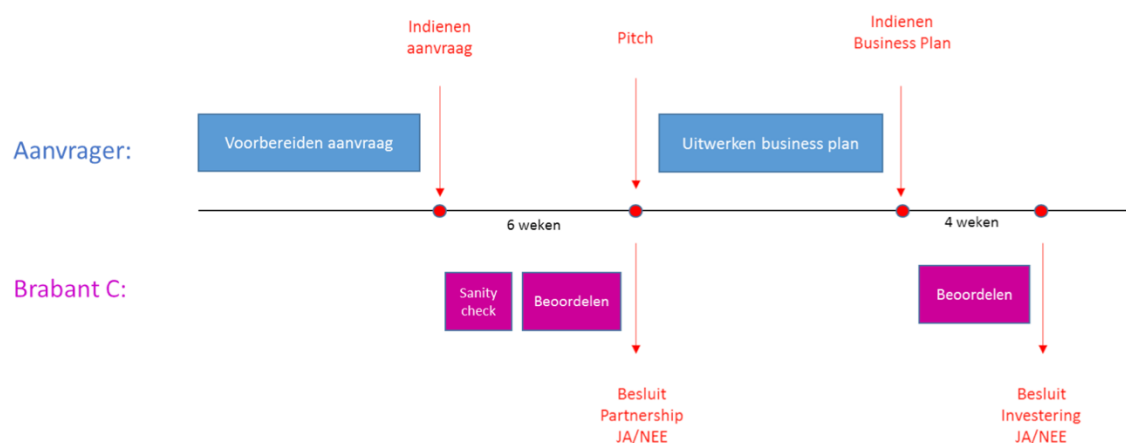 Indienen
aanvraag
Pitch
Indienen
Business Plan
Aanvrager:
Voorbereiden aanvraag
Uitwerken business plan
6 weken
4 weken
Brabant C:
Sanity
check
Beoordelen
Beoordelen
Besluit
Partnership
JA/NEE
Besluit
Investering
JA/NEE